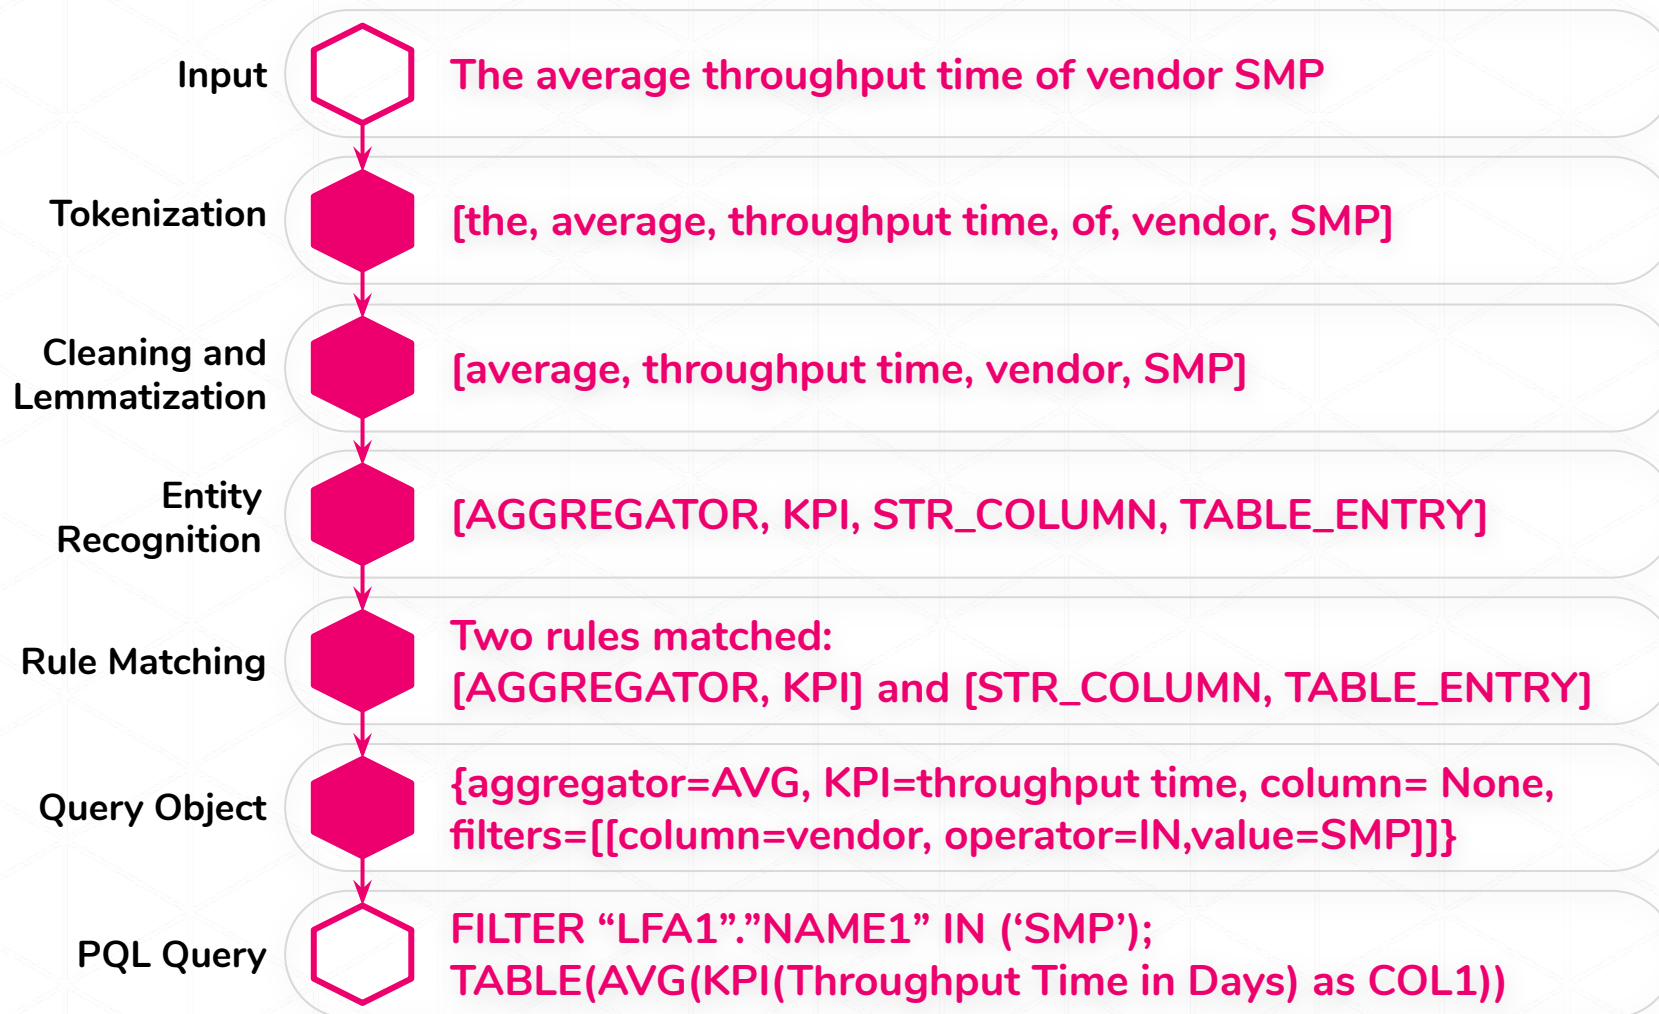 Input
The average throughput time of vendor SMP
Tokenization
[the, average, throughput time, of, vendor, SMP]
Cleaning and
Lemmatization
[average, throughput time, vendor, SMP]
Entity
Recognition
[AGGREGATOR, KPI, STR_COLUMN, TABLE_ENTRY]
Rule Matching
Two rules matched:
[AGGREGATOR, KPI] and [STR_COLUMN, TABLE_ENTRY]
Query Object
{aggregator=AVG, KPI=throughput time, column= None,
filters=[[column=vendor, operator=IN,value=SMP]]}
PQL Query
FILTER “LFA1”.”NAME1” IN (‘SMP’);
TABLE(AVG(KPI(Throughput Time in Days) as COL1))